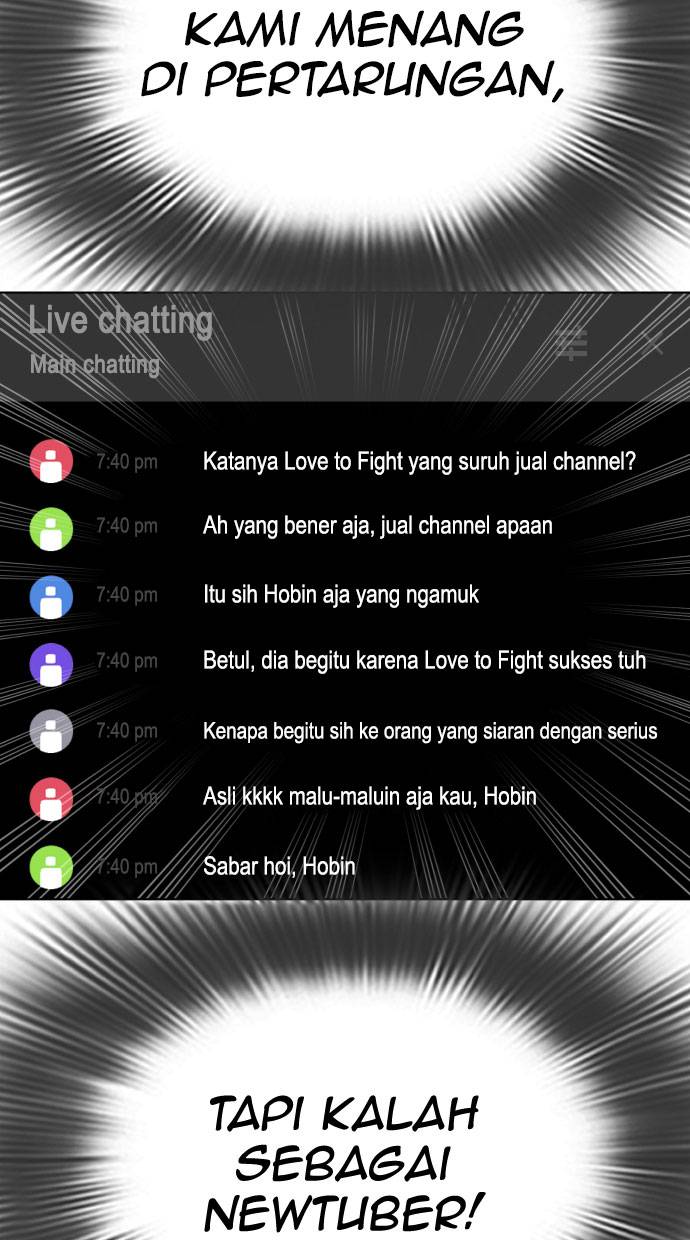 KAMI MENANG
DI PERTARUNGAN,
Live chatting
Main chatting
7:40 pm Katanya Love to Fight yang suruh jual channel?
7:40 pm Ah yang bener aja, jual channel apaan
7:40 pm Itu sih Hobin aja yang ngamuk
7:40 pm Betul, dia begitu karena Love to Fight sukses tuh
7:40 pm Kenapa begitu sih ke orang yang siaran dengan serius
7:40 pm Asli kkkk malu-maluin aja kau, Hobin
7:40 pm Sabar hoi, Hobin
TAPI KALAH
SEBAGAI
NEWTUBER!